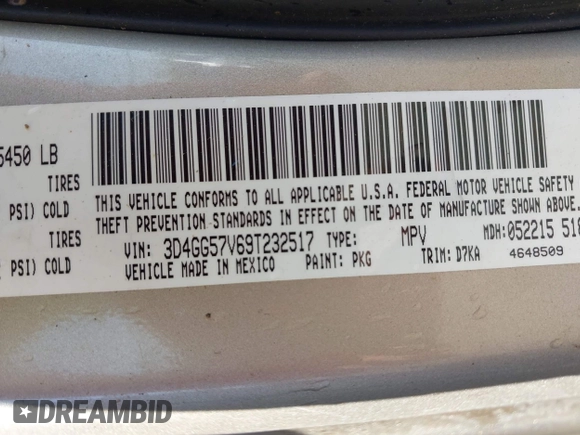 5450 LB
TIRES
PSI) COLD
TIRES
PSI) COLD
THIS VEHICLE CONFORMS TO ALL APPLICABLE U.S.A. FEDERAL MOTOR VEHICLE SAFETY
THEFT PREVENTION STANDARDS IN EFFECT ON THE DATE OF MANUFACTURE SHOWN ABOVE.
VIN: 3D4GG57V69T232517 TYPE: MPV MDH: 052215 518
VEHICLE MADE IN MEXICO PAINT: PKG TRIM: D7KA 4648509
DREAMBID